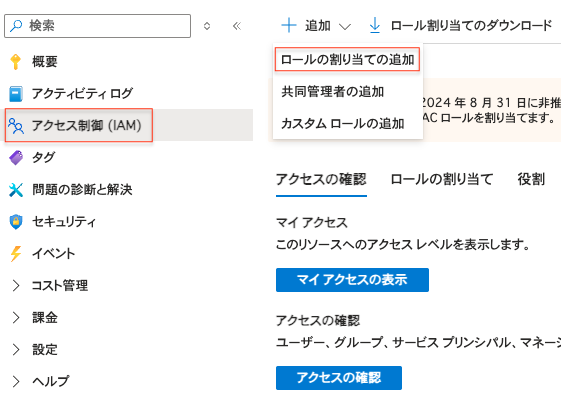 検索
追加
ロール割り当てのダウンロード
ロールの割り当ての追加
共同管理者の追加
カスタム ロールの追加
2024 年 8 月 31 日に非推
ACロールを割り当てます。
概要
アクティビティ ログ
アクセス制御 (IAM)
タグ
問題の診断と解決
セキュリティ
イベント
コスト管理
課金
設定
ヘルプ
アクセスの確認
ロールの割り当て
役割
マイ アクセス
このリソースへのアクセス レベルを表示します。
マイ アクセスの表示
アクセスの確認
ユーザー、グループ、サービス プリンシパル、マネージ
アクセスの確認